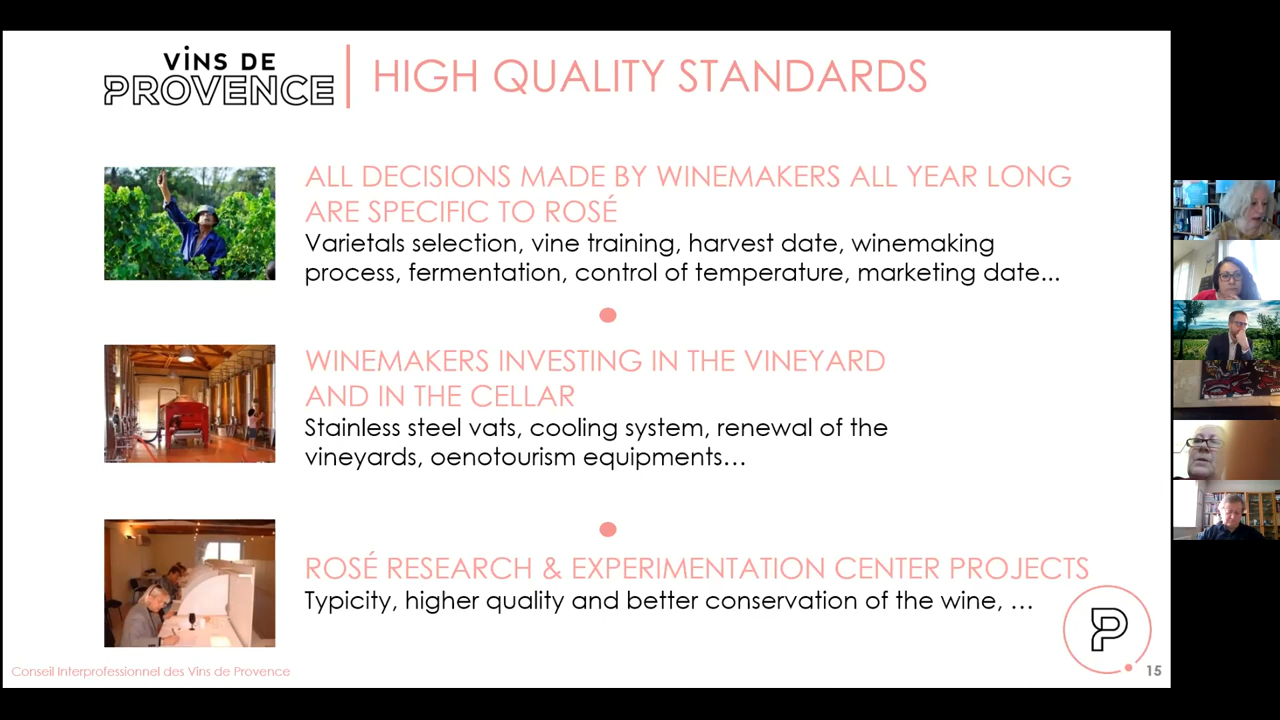 VINS DE
PROVENCE
HIGH QUALITY STANDARDS
ALL DECISIONS MADE BY WINEMAKERS ALL YEAR LONG
ARE SPECIFIC TO ROSÉ
Varietals selection, vine training, harvest date, winemaking
process, fermentation, control of temperature, marketing date...
WINEMAKERS INVESTING IN THE VINEYARD
AND IN THE CELLAR
Stainless steel vats, cooling system, renewal of the
vineyards, oenotourism equipments...
ROSÉ RESEARCH & EXPERIMENTATION CENTER PROJECTS
Typicity, higher quality and better conservation of the wine, ...
P
Conseil Interprofessionnel des Vins de Provence
15